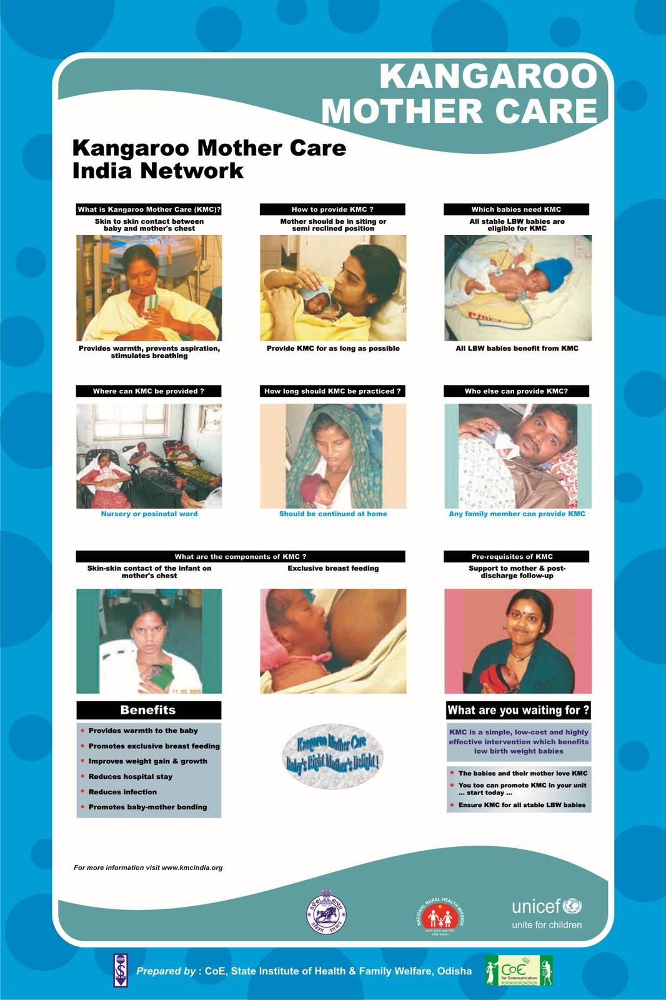 KANGAROO
MOTHER CARE
Kangaroo Mother Care
India Network
What is Kangaroo Mother Care (KMC)?
Skin to skin contact between
baby and mother's chest
Provides warmth, prevents aspiration,
stimulates breathing
How to provide KMC ?
Mother should be in siting or
semi reclined position
Provide KMC for as long as possible
Which babies need KMC
All stable LBW babies are
eligible for KMC
All LBW babies benefit from KMC
Where can KMC be provided ?
Nursery or posinatal ward
How long should KMC be practiced ?
Should be continued at home
Who else can provide KMC?
Any family member can provide KMC
What are the components of KMC ?
Skin-skin contact of the infant on
mother's chest
11.03.2005
Exclusive breast feeding
Pre-requisites of KMC
Support to mother & post-
discharge follow-up
Benefits
• Provides warmth to the baby
• Promotes exclusive breast feeding
• Improves weight gain & growth
• Reduces hospital stay
• Reduces infection
• Promotes baby-mother bonding
Kangaroo Mother Care
Baby's Right Mother's Delight !
What are you waiting for ?
KMC is a simple, low-cost and highly
effective intervention which benefits
low birth weight babies
• The babies and their mother love KMC
• You too can promote KMC in your unit
... start today ...
• Ensure KMC for all stable LBW babies
For more information visit www.kmcindia.org
NATIONAL RURAL HEALTH MISSION
unicef
unite for children
Prepared by : CoE, State Institute of Health & Family Welfare, Odisha
CoE
for Communication